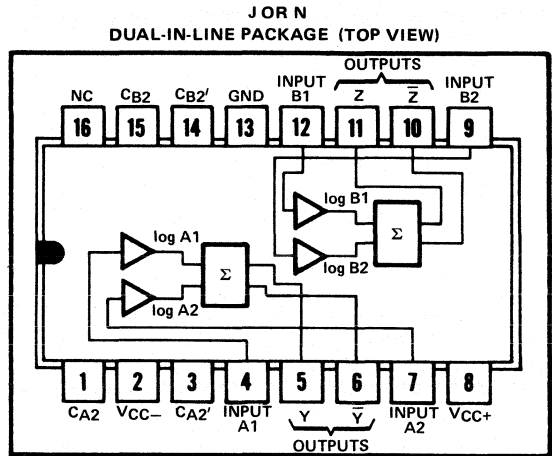 J OR N
DUAL-IN-LINE PACKAGE (TOP VIEW)
OUTPUTS
NC CB2 CB2' GND INPUT B1 Z Z̅ INPUT B2
16 15 14 13 12 11 10 9
log B1
Σ
log B2
log A1
Σ
log A2
1 2 3 4 5 6 7 8
CA2 VCC− CA2' INPUT A1 Y Y̅ INPUT A2 VCC+
OUTPUTS